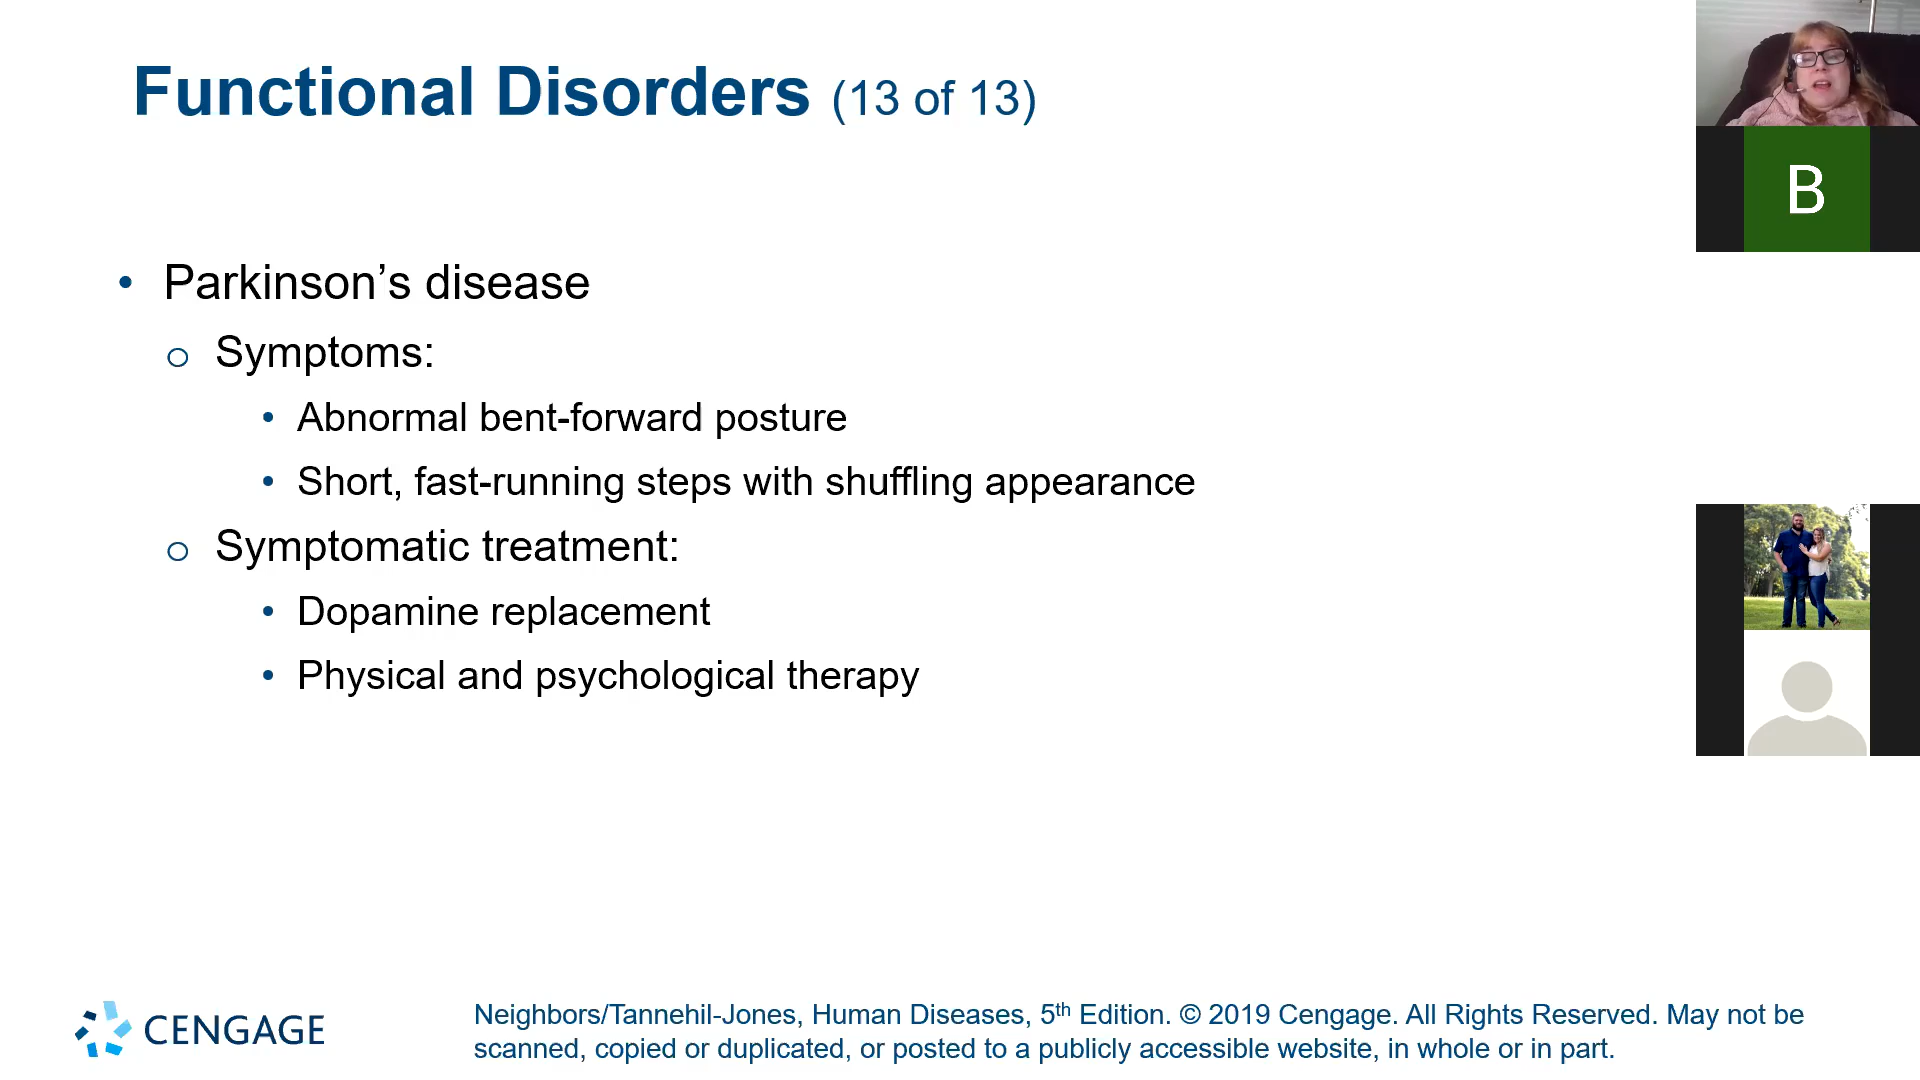 Functional Disorders (13 of 13)
B
• Parkinson’s disease
o Symptoms:
• Abnormal bent-forward posture
• Short, fast-running steps with shuffling appearance
o Symptomatic treatment:
• Dopamine replacement
• Physical and psychological therapy
CENGAGE
Neighbors/Tannehil-Jones, Human Diseases, 5th Edition. © 2019 Cengage. All Rights Reserved. May not be
scanned, copied or duplicated, or posted to a publicly accessible website, in whole or in part.